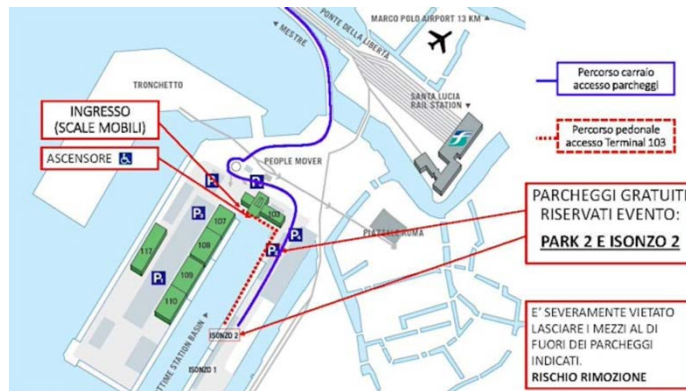 MARCO POLO AIRPORT 13 KM
PONTE DELLA LIBERTA
MESTRE
TRONCHETTO
SANTA LUCIA
RAIL STATION
Percorso carraio
accesso parcheggi
INGRESSO
(SCALE MOBILI)
Percorso pedonale
accesso Terminal 103
ASCENSORE
PEOPLE MOVER
PARCHEGGI GRATUITI
RISERVATI EVENTO:
PARK 2 E ISONZO 2
103
107
PIAZZALE ROMA
117
108
109
110
E' SEVERAMENTE VIETATO
LASCIARE I MEZZI AL DI
FUORI DEI PARCHEGGI
INDICATI.
RISCHIO RIMOZIONE
ISONZO 2
TIME STATION BASIN
ISONZO 1